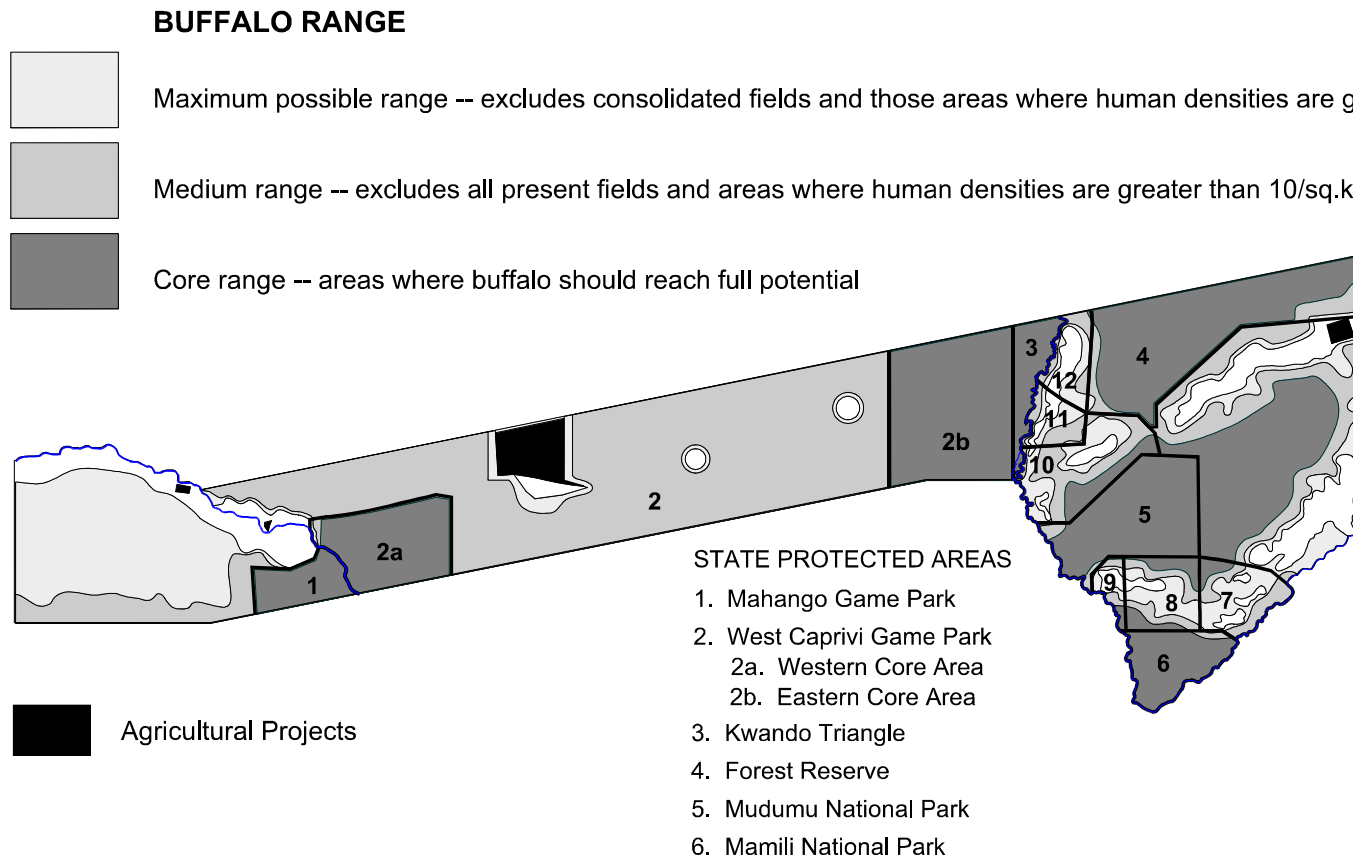 BUFFALO RANGE
Maximum possible range -- excludes consolidated fields and those areas where human densities are g
Medium range -- excludes all present fields and areas where human densities are greater than 10/sq.k
Core range -- areas where buffalo should reach full potential
3
4
12
11
2b
10
2
5
2a
1
9
8
7
6
STATE PROTECTED AREAS
1. Mahango Game Park
2. West Caprivi Game Park
2a. Western Core Area
2b. Eastern Core Area
3. Kwando Triangle
4. Forest Reserve
5. Mudumu National Park
6. Mamili National Park
Agricultural Projects